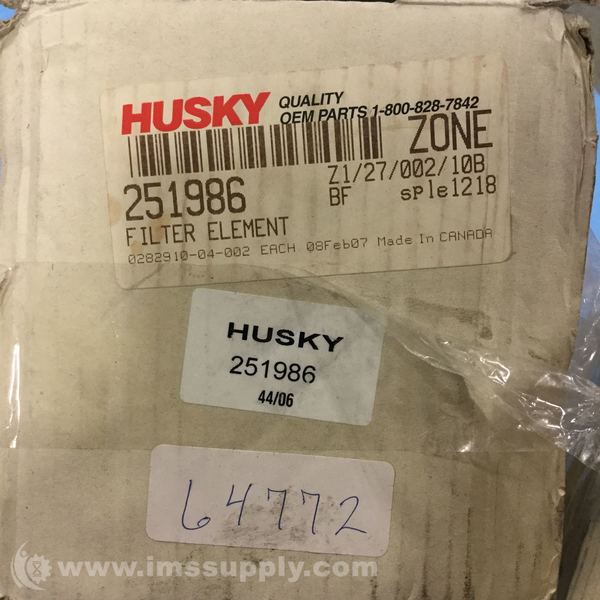 HUSKY QUALITY
OEM PARTS 1-800-828-7842
ZONE
251986 Z1/27/002/10B
BF sPle1218
FILTER ELEMENT
0282910-04-002 EACH 08Feb07 Made In CANADA
HUSKY
251986
44/06
64772
www.imssupply.com